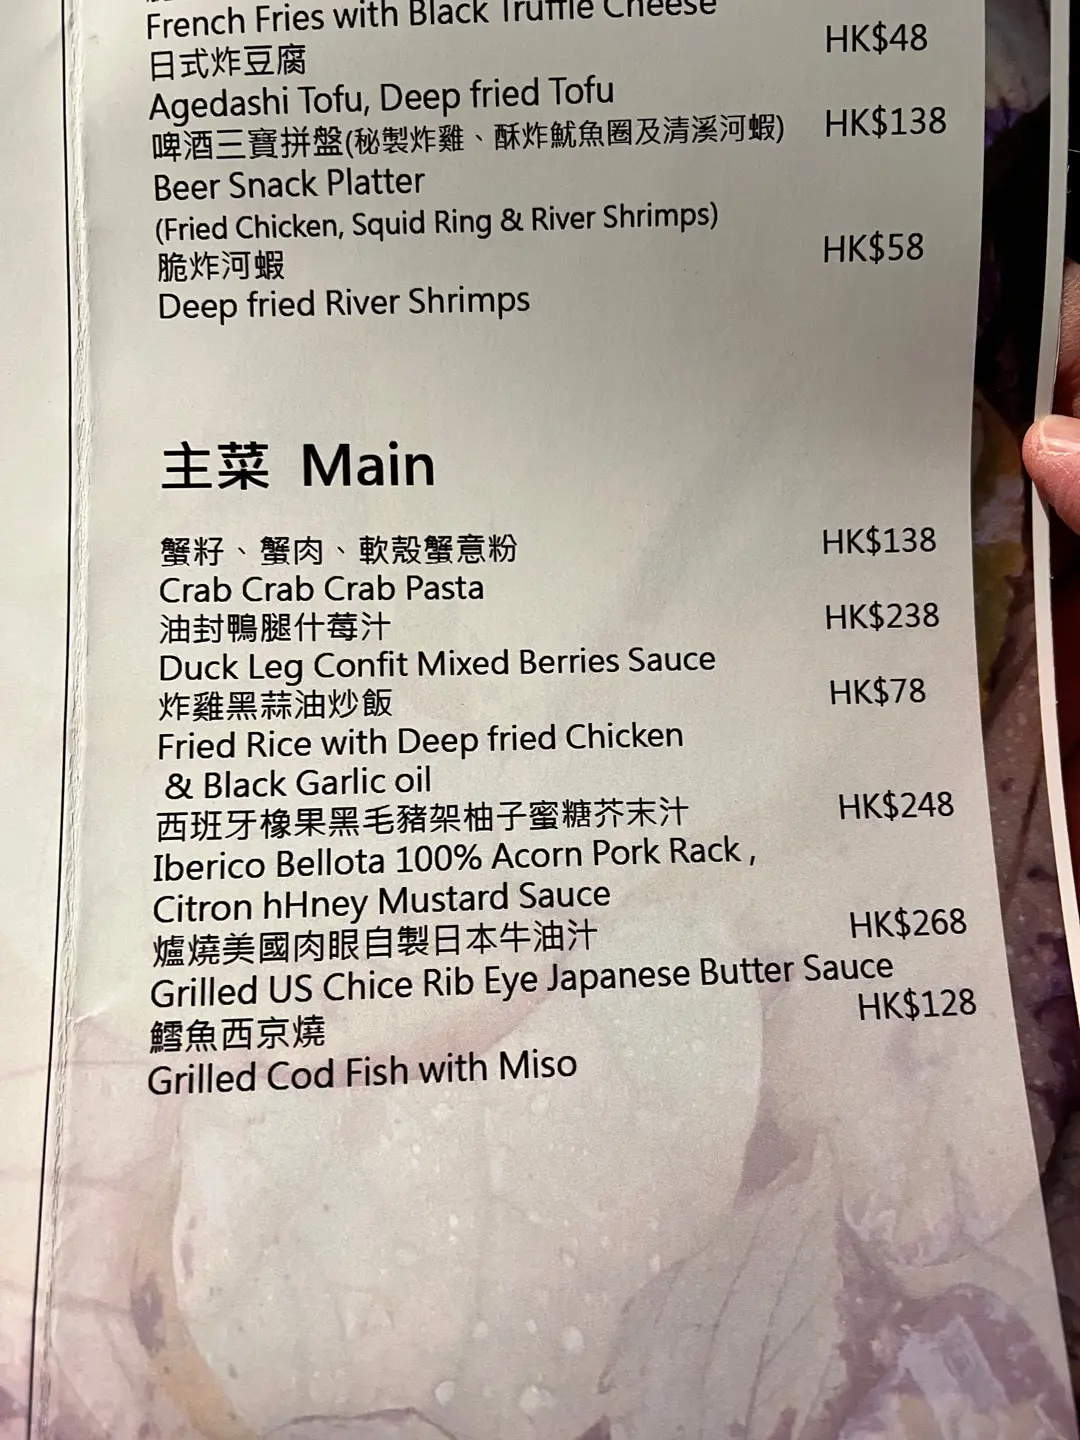 French Fries with Black Truffle Cheese
日式炸豆腐 HK$48
Agedashi Tofu, Deep fried Tofu
啤酒三寶拼盤(秘製炸雞、酥炸魷魚圈及清溪河蝦) HK$138
Beer Snack Platter
(Fried Chicken, Squid Ring & River Shrimps)
脆炸河蝦 HK$58
Deep fried River Shrimps
主菜 Main
蟹籽、蟹肉、軟殼蟹意粉 HK$138
Crab Crab Crab Pasta
油封鴨腿什莓汁 HK$238
Duck Leg Confit Mixed Berries Sauce
炸雞黑蒜油炒飯 HK$78
Fried Rice with Deep fried Chicken
& Black Garlic oil
西班牙橡果黑毛豬架柚子蜜糖芥末汁 HK$248
Iberico Bellota 100% Acorn Pork Rack ,
Citron hHney Mustard Sauce
爐燒美國肉眼自製日本牛油汁 HK$268
Grilled US Chice Rib Eye Japanese Butter Sauce
鱈魚西京燒 HK$128
Grilled Cod Fish with Miso